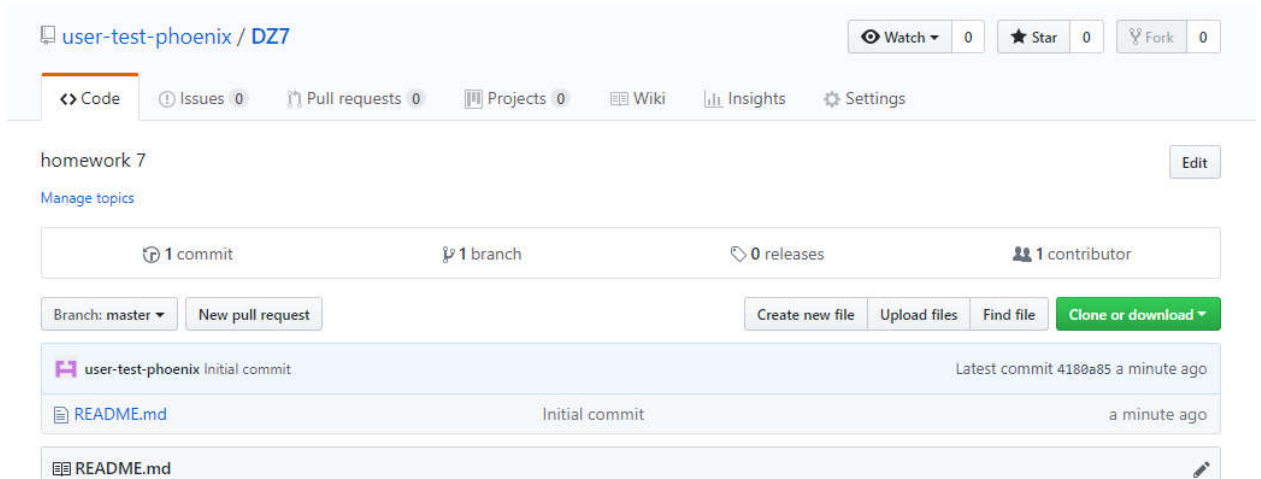 user-test-phoenix / DZ7 Watch 0 Star 0 Fork 0
Code Issues 0 Pull requests 0 Projects 0 Wiki Insights Settings
homework 7 Edit
Manage topics
1 commit 1 branch 0 releases 1 contributor
Branch: master New pull request Create new file Upload files Find file Clone or download
user-test-phoenix Initial commit Latest commit 4180a85 a minute ago
README.md Initial commit a minute ago
README.md